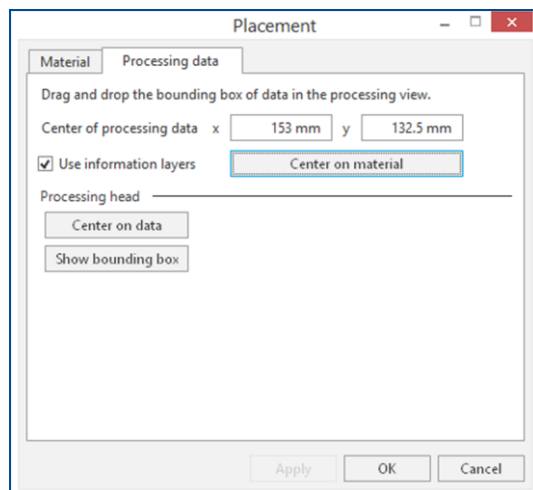 Placement
Material Processing data
Drag and drop the bounding box of data in the processing view.
Center of processing data x 153 mm y 132.5 mm
Use information layers Center on material
Processing head
Center on data
Show bounding box
Apply OK Cancel